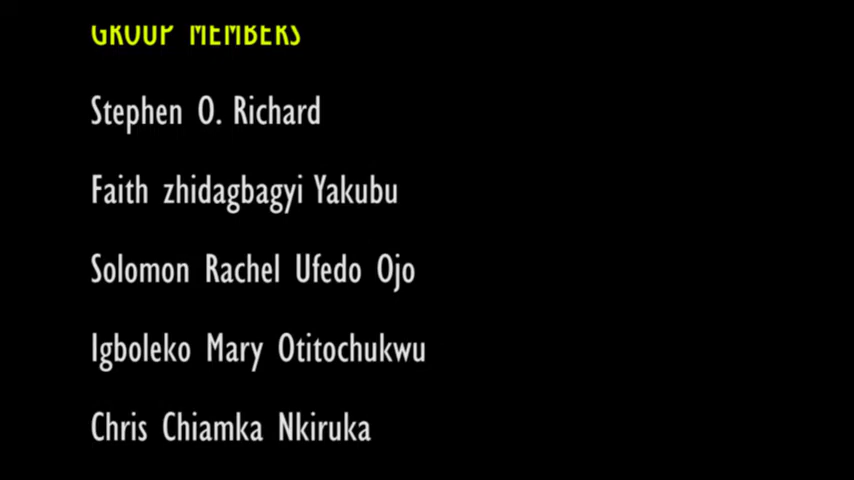 GROUP MEMBERS
Stephen O. Richard
Faith zhidagbagyi Yakubu
Solomon Rachel Ufedo Ojo
Igboleko Mary Otitochukwu
Chris Chiamka Nkiruka